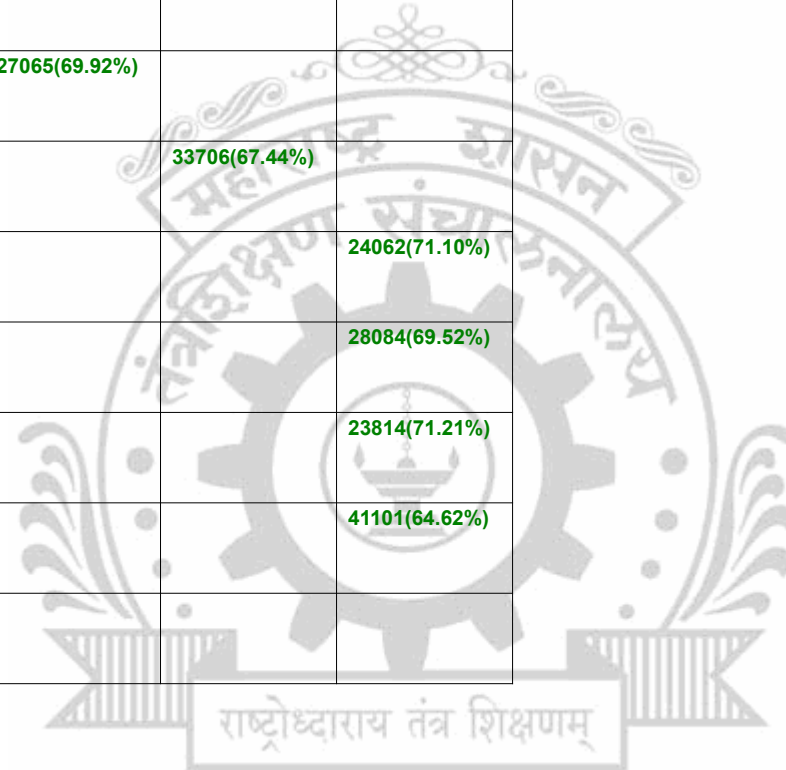 27065(69.92%)
33706(67.44%)
24062(71.10%)
28084(69.52%)
23814(71.21%)
41101(64.62%)
महाराष्ट्र शासन
तंत्रशिक्षण संचालनालय
राष्ट्रोध्दाराय तंत्र शिक्षणम्